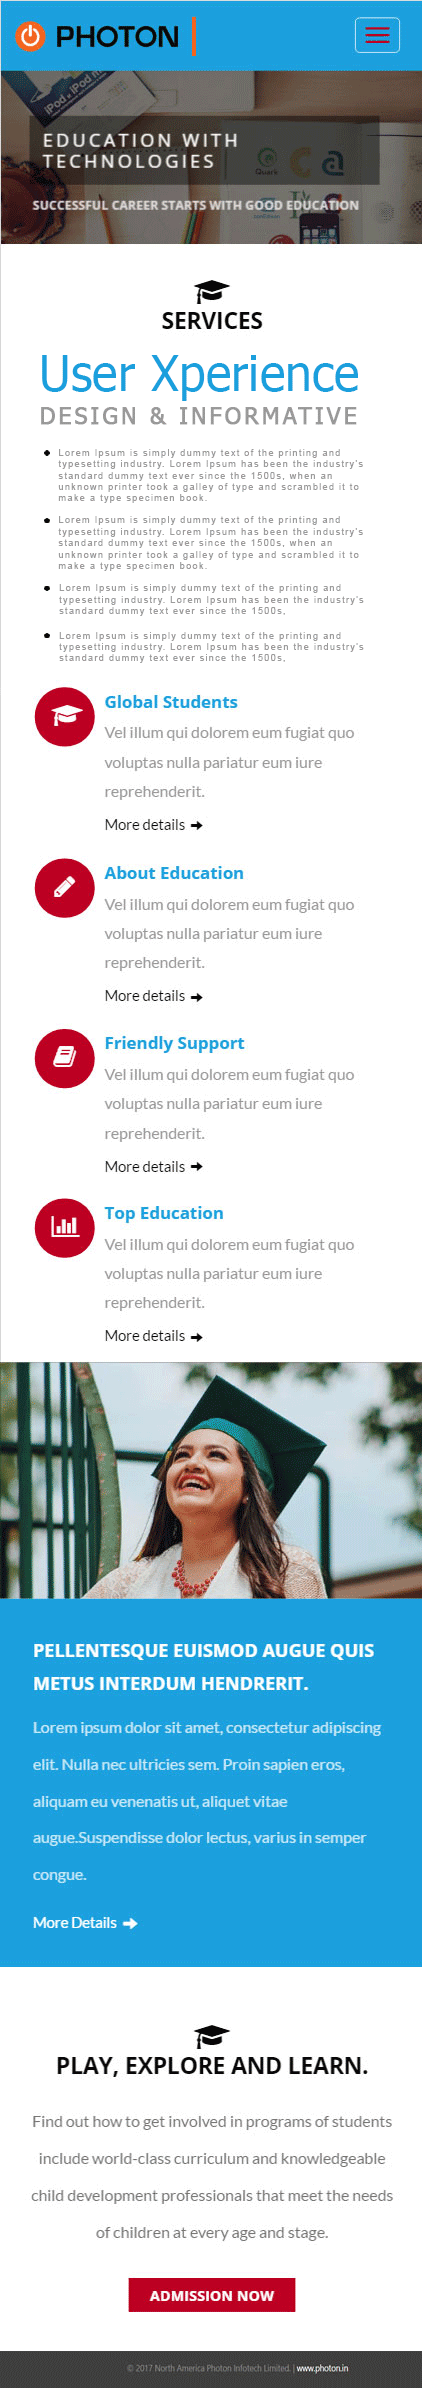 PHOTON
iPod + iPod m
EDUCATION WITH
TECHNOLOGIES
Quark
SUCCESSFUL CAREER STARTS WITH GOOD EDUCATION
SERVICES
User Xperience
DESIGN & INFORMATIVE
Lorem Ipsum is simply dummy text of the printing and
typesetting industry. Lorem Ipsum has been the industry's
standard dummy text ever since the 1500s, when an
unknown printer took a galley of type and scrambled it to
make a type specimen book.
Lorem Ipsum is simply dummy text of the printing and
typesetting industry. Lorem Ipsum has been the industry's
standard dummy text ever since the 1500s, when an
unknown printer took a galley of type and scrambled it to
make a type specimen book.
Lorem Ipsum is simply dummy text of the printing and
typesetting industry. Lorem Ipsum has been the industry's
standard dummy text ever since the 1500s,
Lorem Ipsum is simply dummy text of the printing and
typesetting industry. Lorem Ipsum has been the industry's
standard dummy text ever since the 1500s,
Global Students
Vel illum qui dolorem eum fugiat quo
voluptas nulla pariatur eum iure
reprehenderit.
More details
About Education
Vel illum qui dolorem eum fugiat quo
voluptas nulla pariatur eum iure
reprehenderit.
More details
Friendly Support
Vel illum qui dolorem eum fugiat quo
voluptas nulla pariatur eum iure
reprehenderit.
More details
Top Education
Vel illum qui dolorem eum fugiat quo
voluptas nulla pariatur eum iure
reprehenderit.
More details
PELLENTESQUE EUISMOD AUGUE QUIS
METUS INTERDUM HENDRERIT.
Lorem ipsum dolor sit amet, consectetur adipiscing
elit. Nulla nec ultricies sem. Proin sapien eros,
aliquam eu venenatis ut, aliquet vitae
augue.Suspendisse dolor lectus, varius in semper
congue.
More Details
PLAY, EXPLORE AND LEARN.
Find out how to get involved in programs of students
include world-class curriculum and knowledgeable
child development professionals that meet the needs
of children at every age and stage.
ADMISSION NOW
© 2017 North America Photon Infotech Limited. | www.photon.in